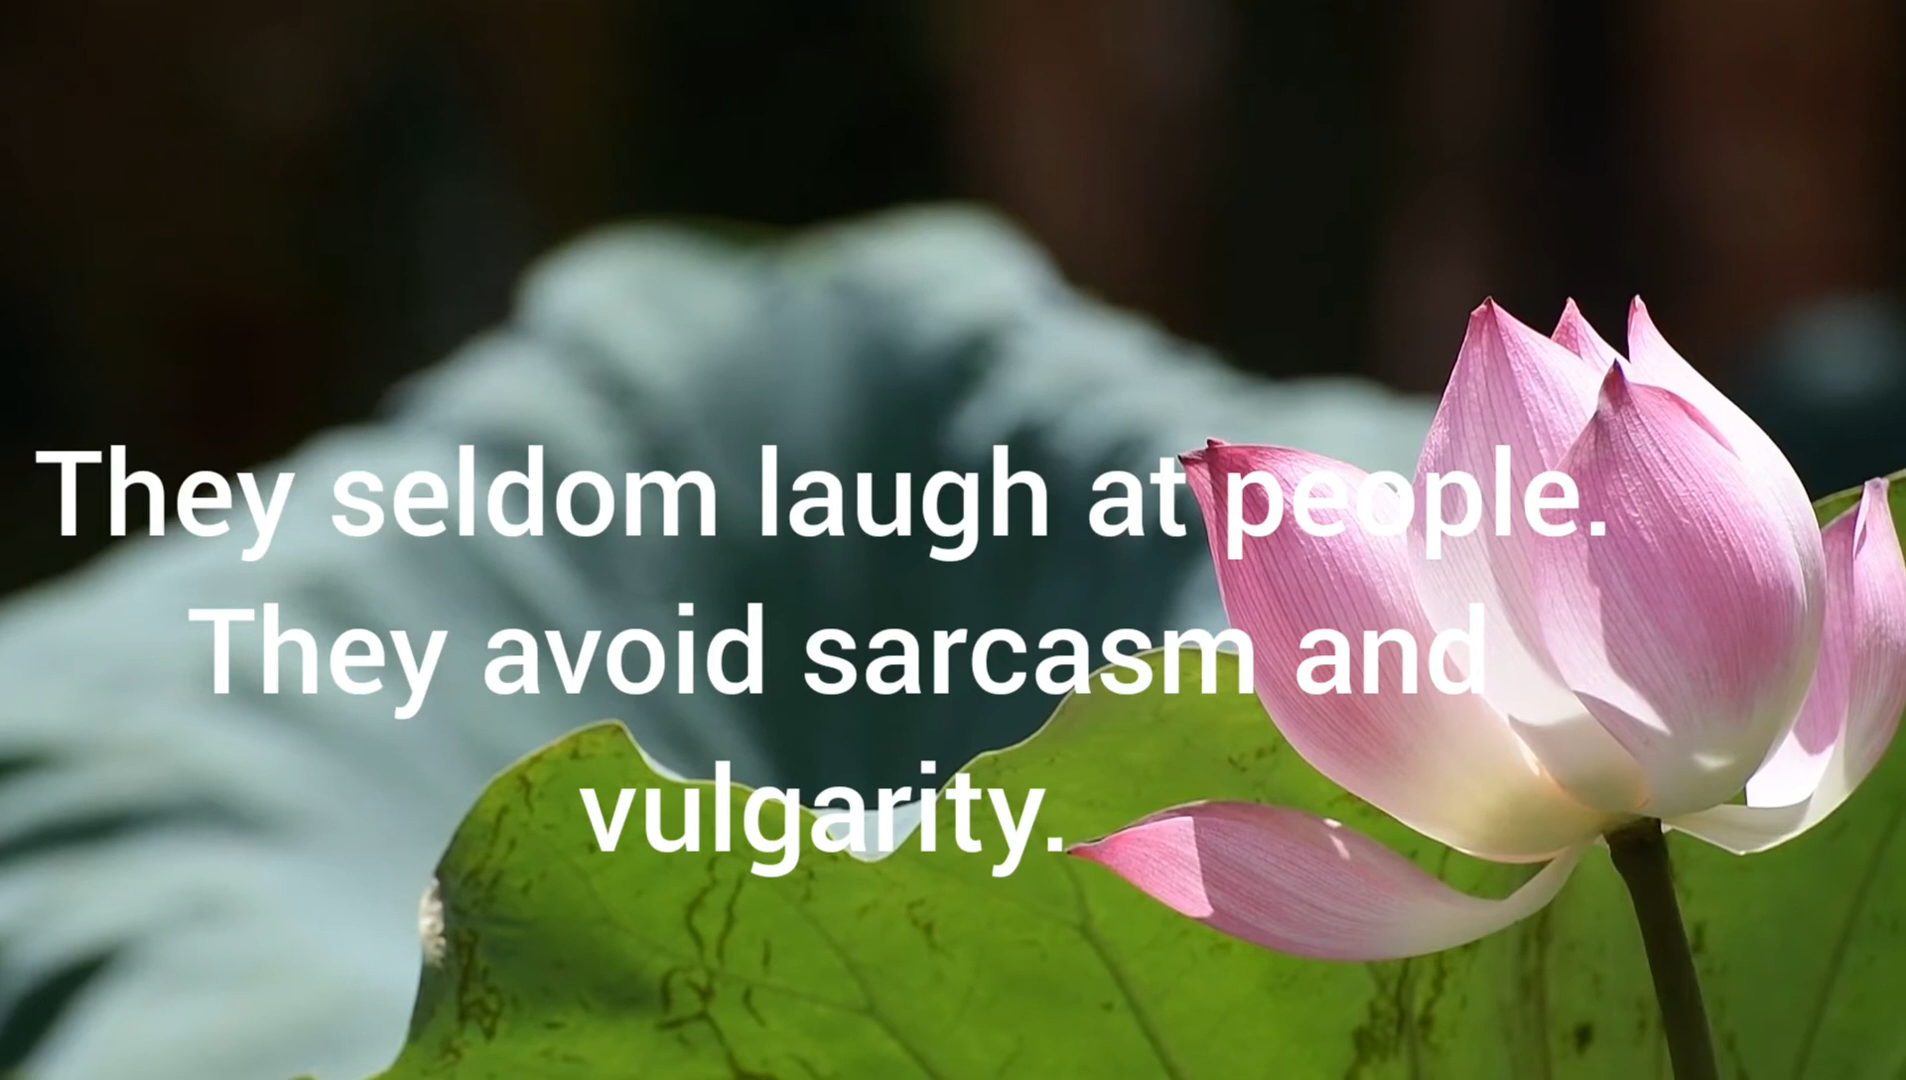 They seldom laugh at people.
They avoid sarcasm and
vulgarity.